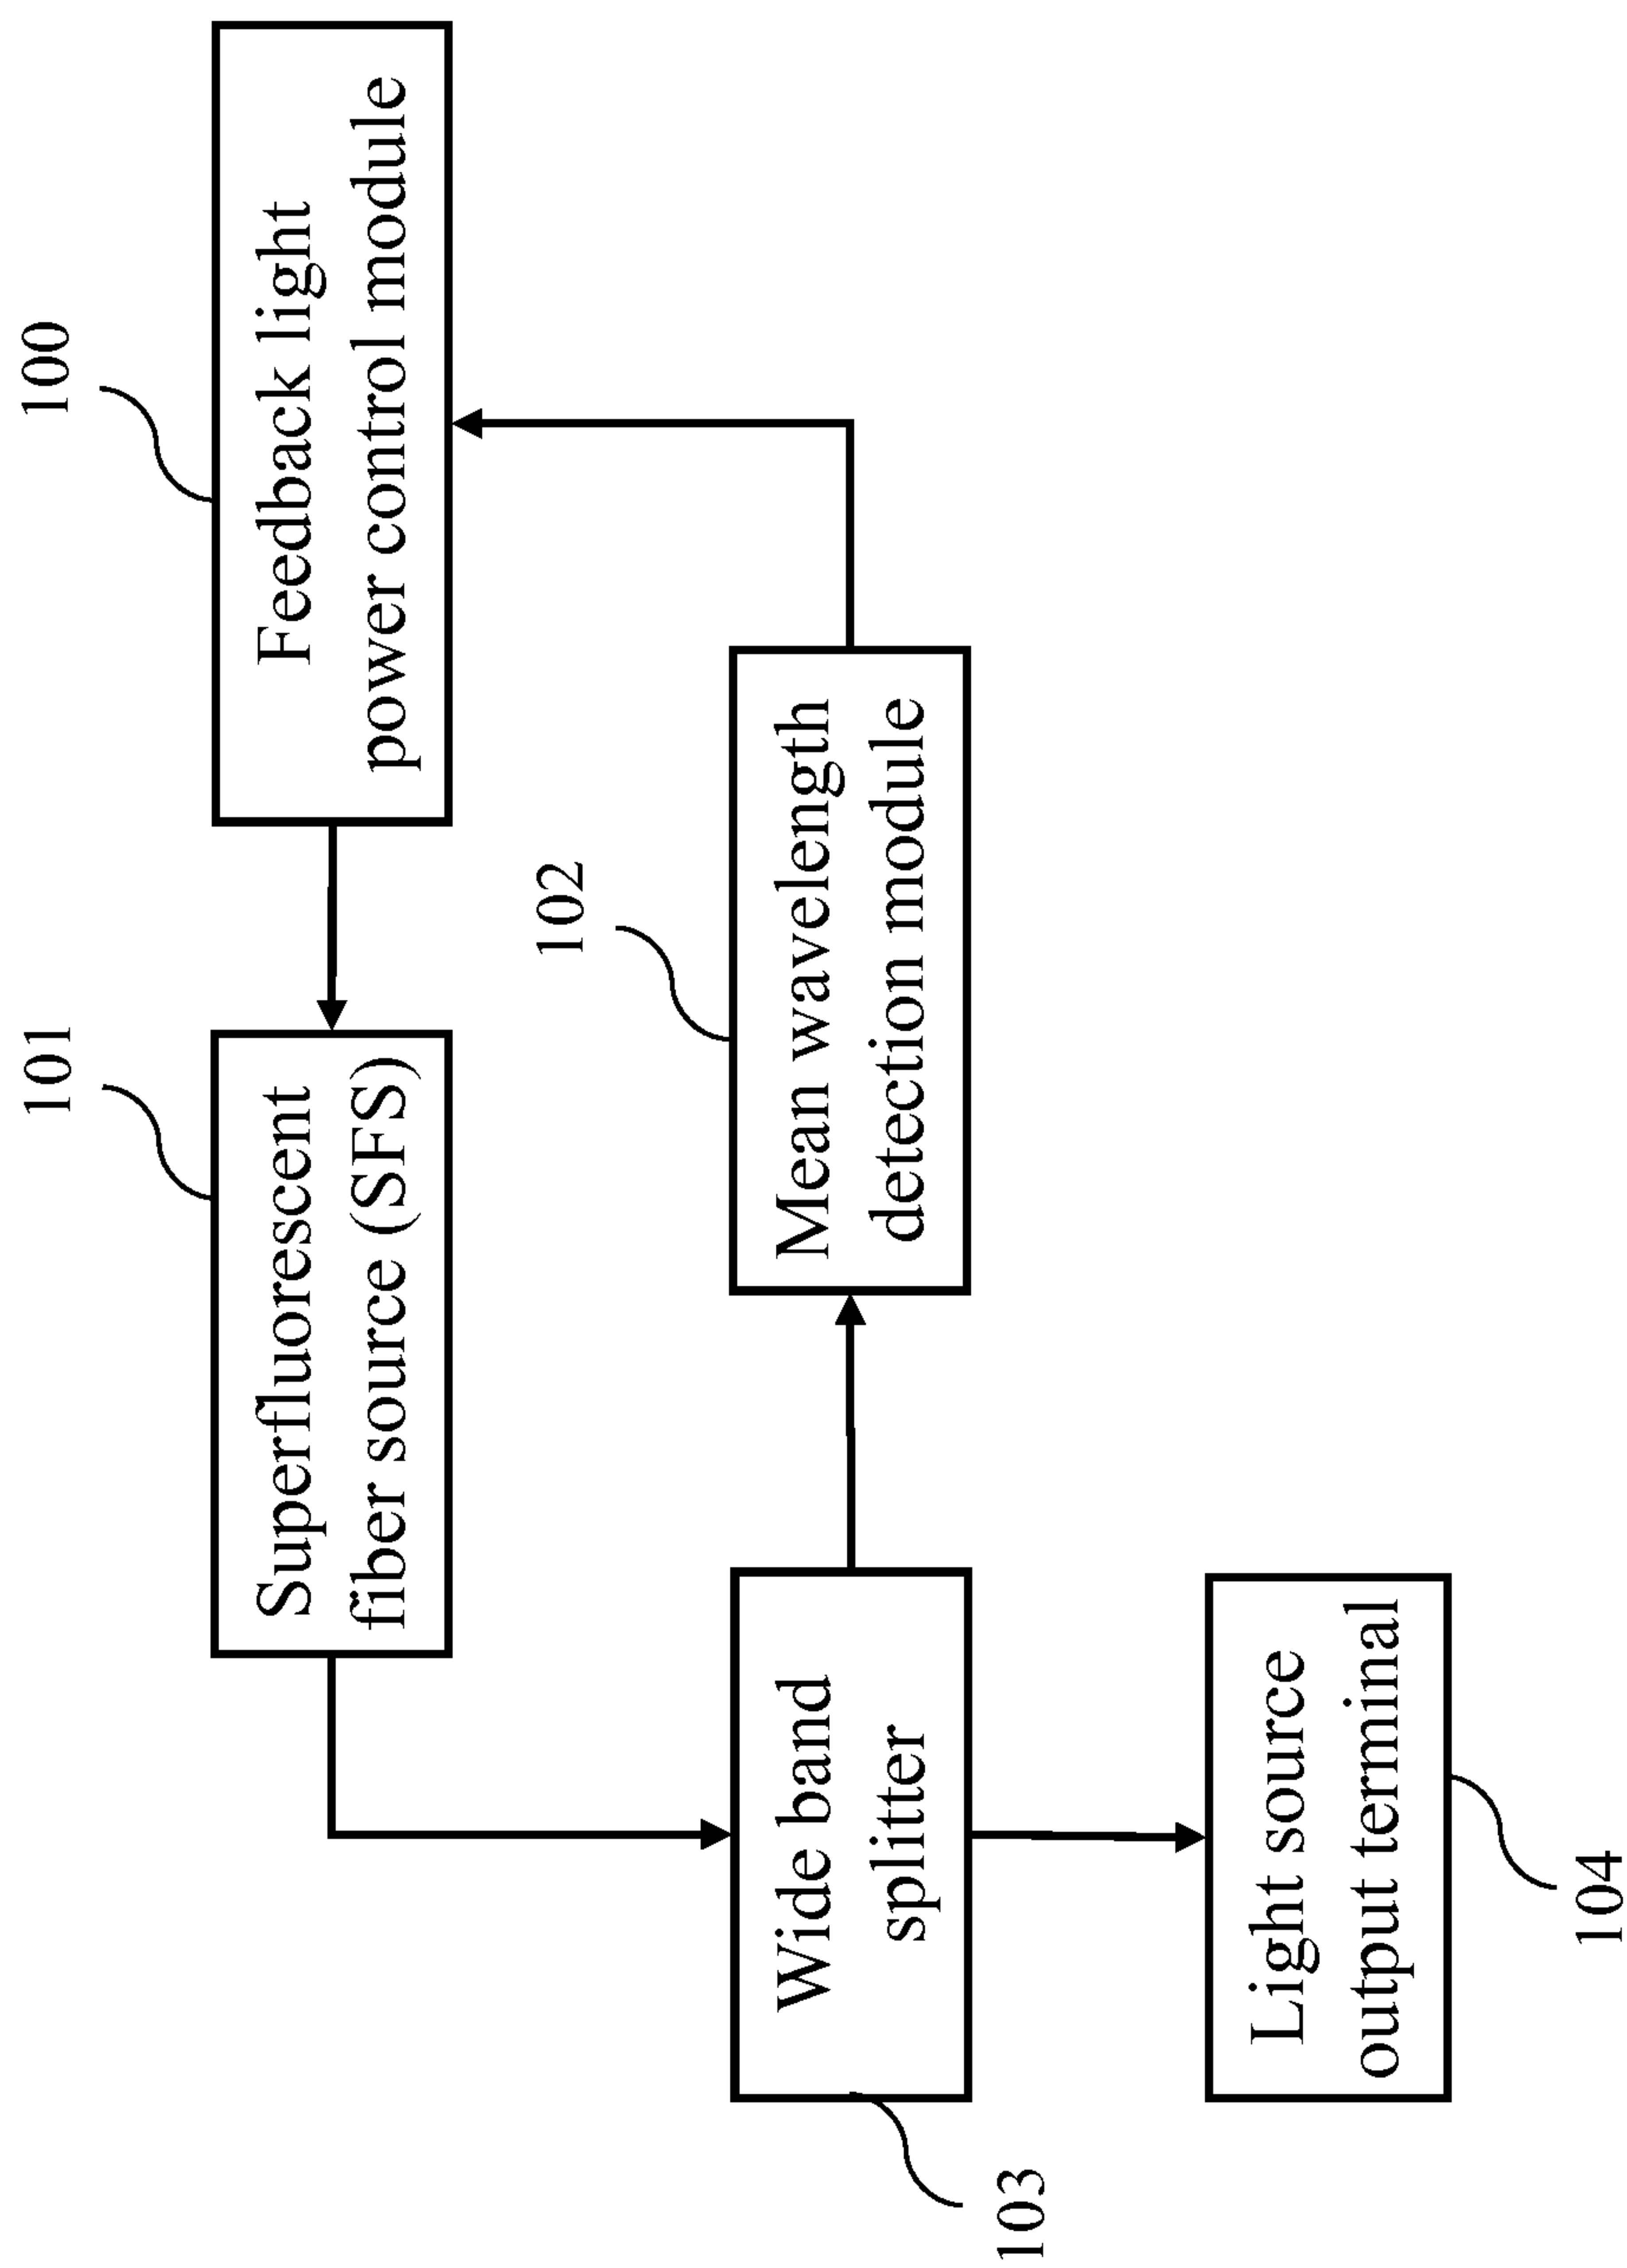 101
Superfluorescent
fiber source (SFS)
100
Feedback light
power control module
103
Wide band
splitter
102
Mean wavelength
detection module
Light source
output terminal
104